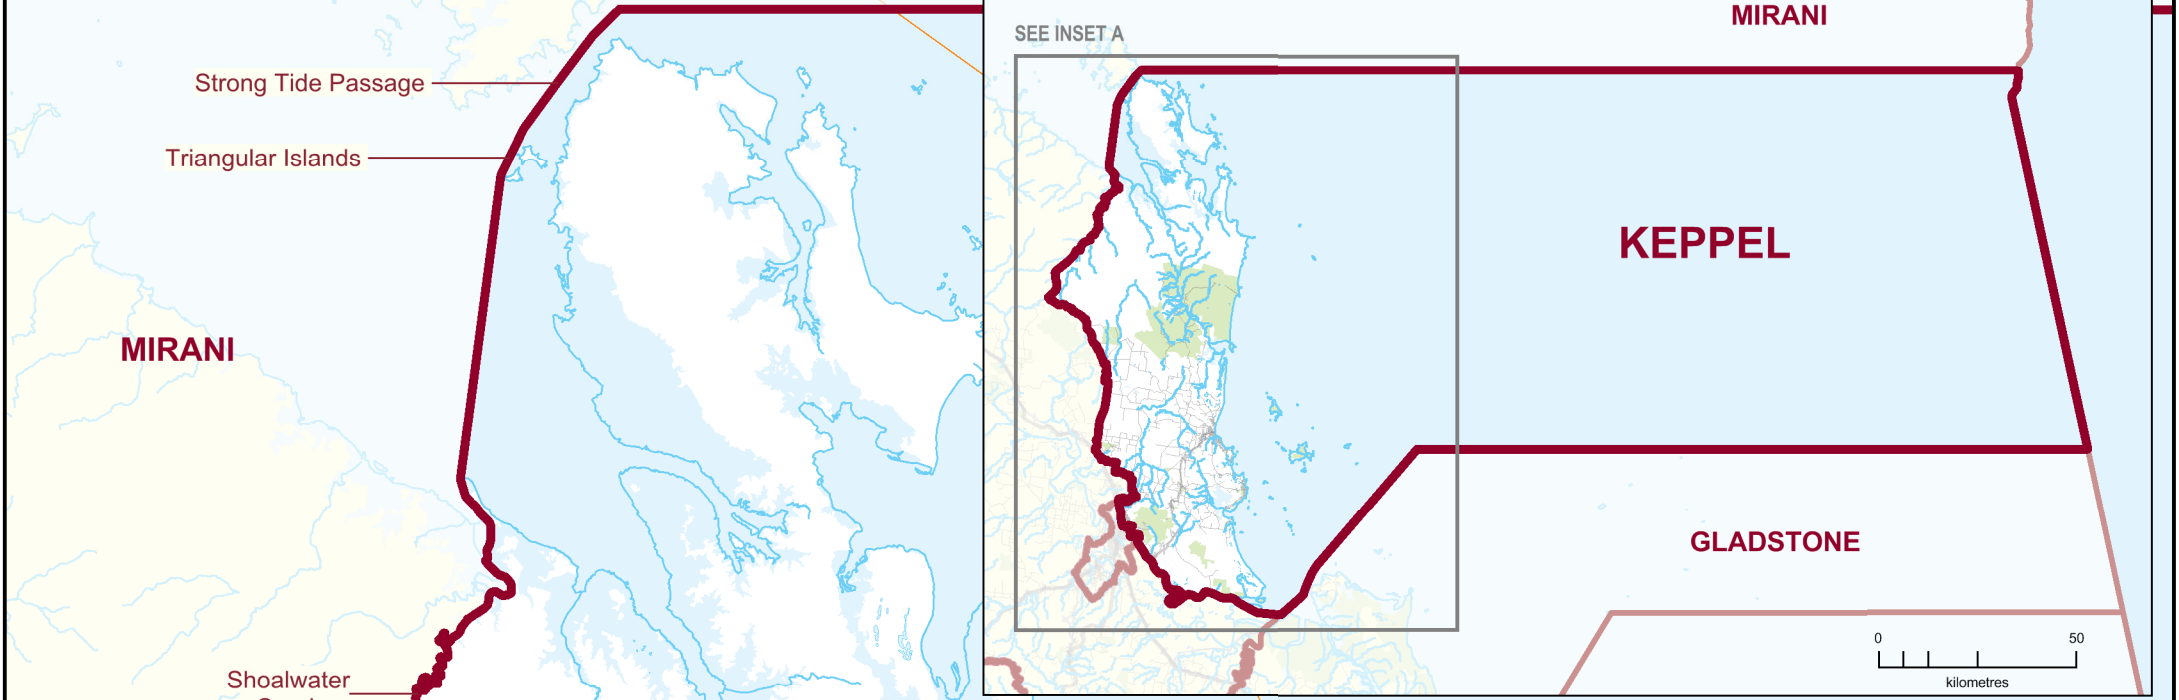 Strong Tide Passage
Triangular Islands
MIRANI
Shoalwater
SEE INSET A
MIRANI
KEPPEL
GLADSTONE
0 50
kilometres